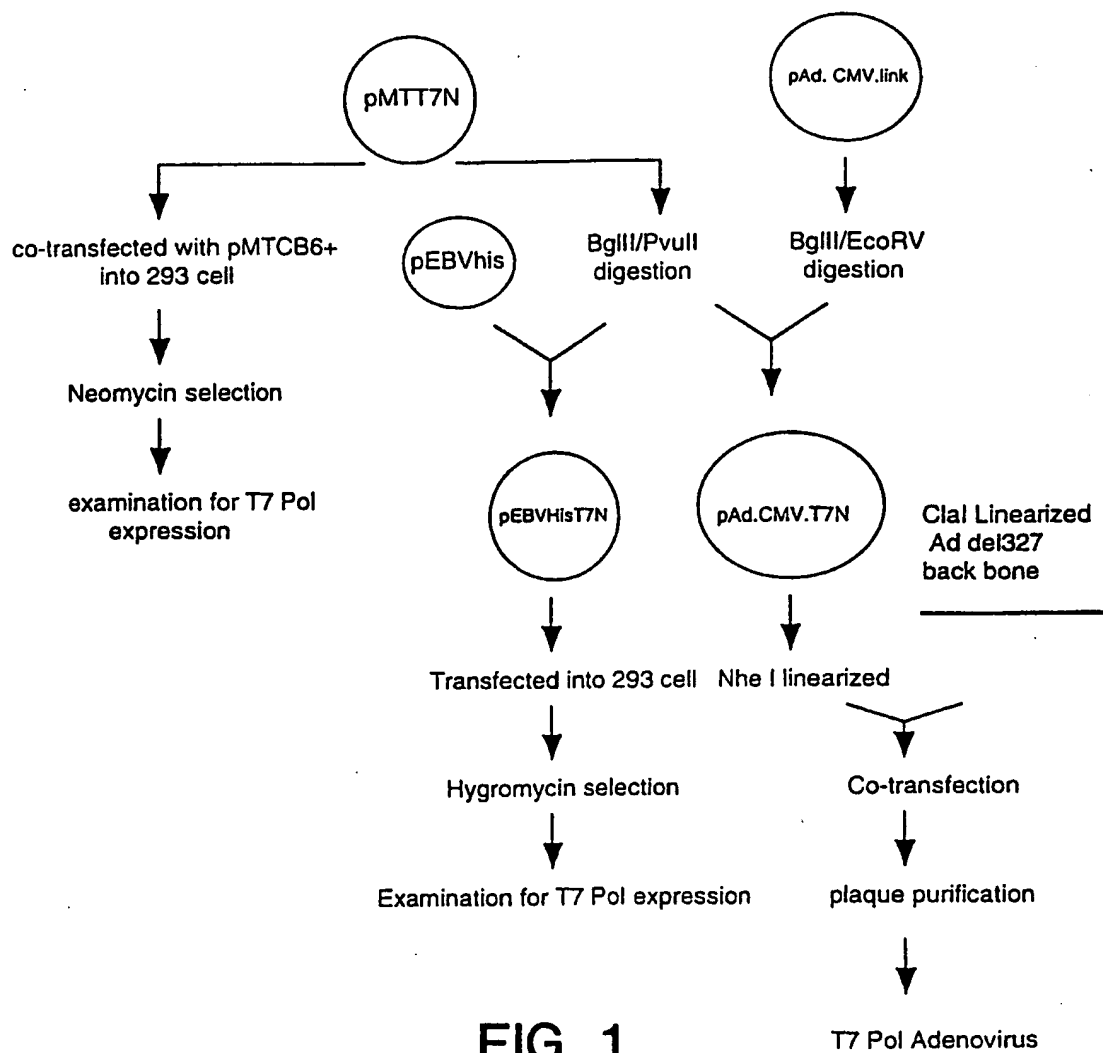 pMTT7N
pAd. CMV.link
co-transfected with pMTCB6+
into 293 cell
pEBVhis
BglII/PvuII
digestion
BglII/EcoRV
digestion
Neomycin selection
examination for T7 Pol
expression
pEBVHisT7N
pAd.CMV.T7N
ClaI Linearized
Ad del327
back bone
Transfected into 293 cell
Nhe I linearized
Hygromycin selection
Co-transfection
Examination for T7 Pol expression
plaque purification
T7 Pol Adenovirus
FIG. 1